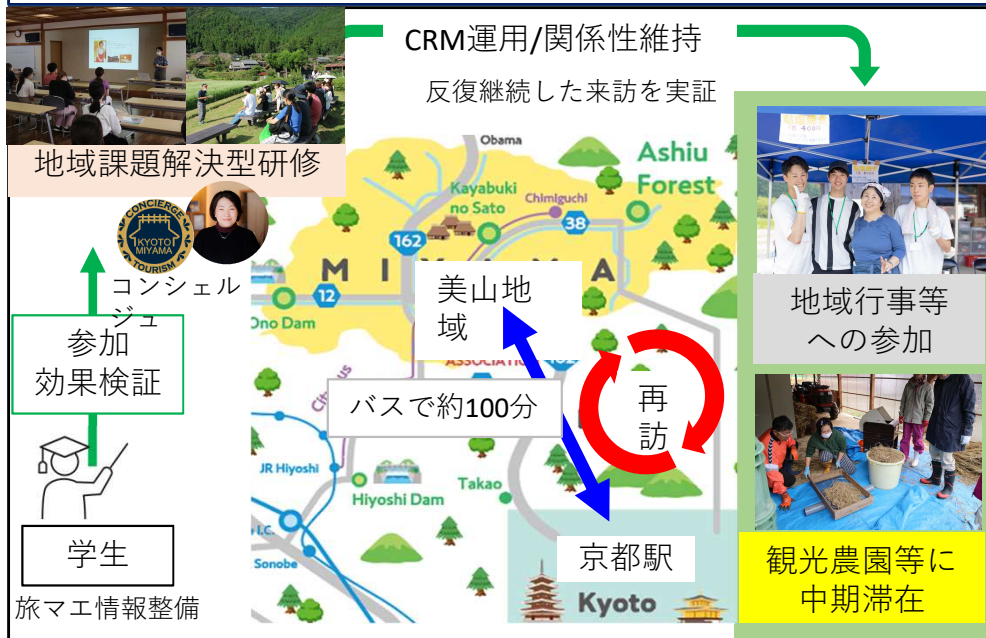 CRM運用/関係性維持
反復継続した来訪を実証
地域課題解決型研修
CONCIERGE
KYOTO
MIYAMA
TOURISM
コンシェル
ジュ
参加
効果検証
学生
旅マエ情報整備
Obama
Ashiu
Forest
Kayabuki
no Sato
Chimiguchi
38
162
MIYAMA
12
Ono Dam
美山地
域
ASSOCIATION
バスで約100分
再
訪
JR Hiyoshi
Hiyoshi Dam
Takao
I.C.
Sonobe
京都駅
Kyoto
地域行事等
への参加
観光農園等に
中期滞在